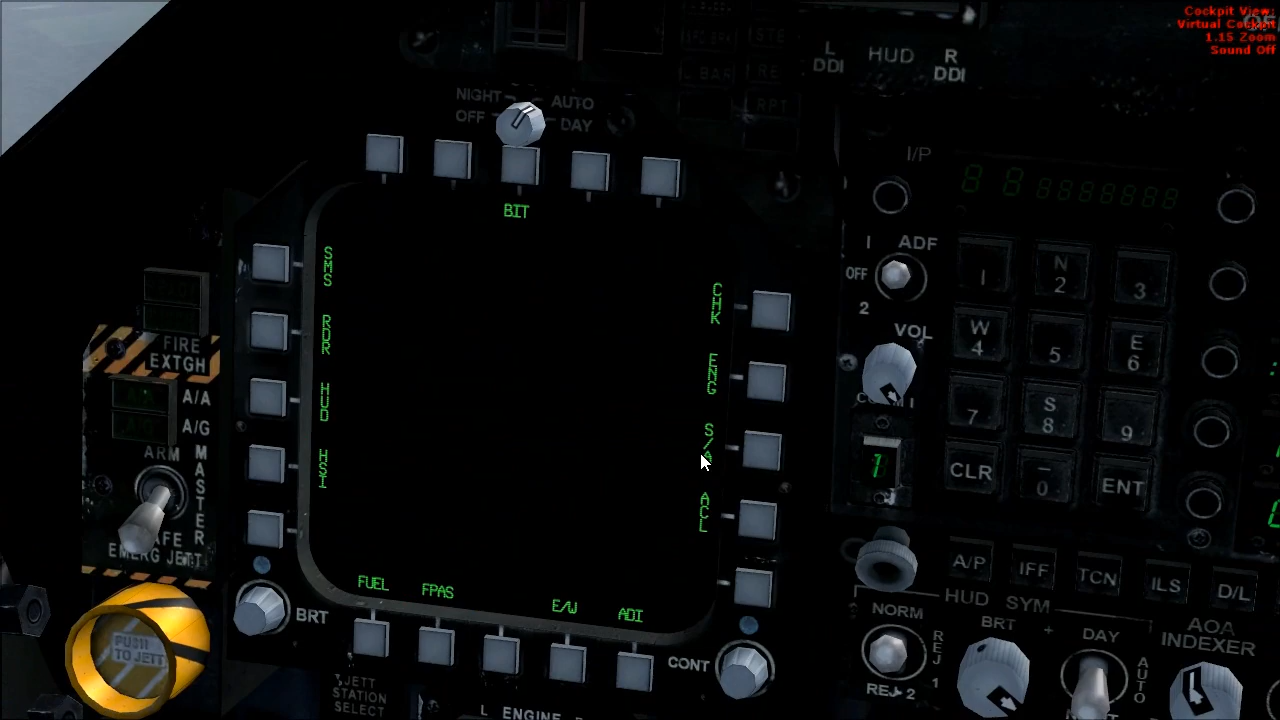 Cockpit View:
Virtual Cockpit
1.15 Zoom
Sound Off
L
DDI
HUD
R
DDI
NIGHT
AUTO
OFF
DAY
L BAR
RE
RPT
BIT
SMS
RDR
HUD
HSI
CHK
ENG
S/A
ACL
FUEL
FPAS
E/W
ADI
BRT
CONT
FIRE
EXTGH
A/A
A/G
ARM
MASTER
EMERG JETT
PUSH
TO JETT
JETT
STATION
SELECT
L ENGINE
I/P
I
ADF
OFF
2
VOL
1
1
N
2
3
W
4
5
E
6
7
S
8
9
CLR
–
0
ENT
A/P
IFF
TCN
ILS
D/L
HUD SYM
NORM
BRT
DAY
REJ 1
REJ 2
AUTO
AOA
INDEXER